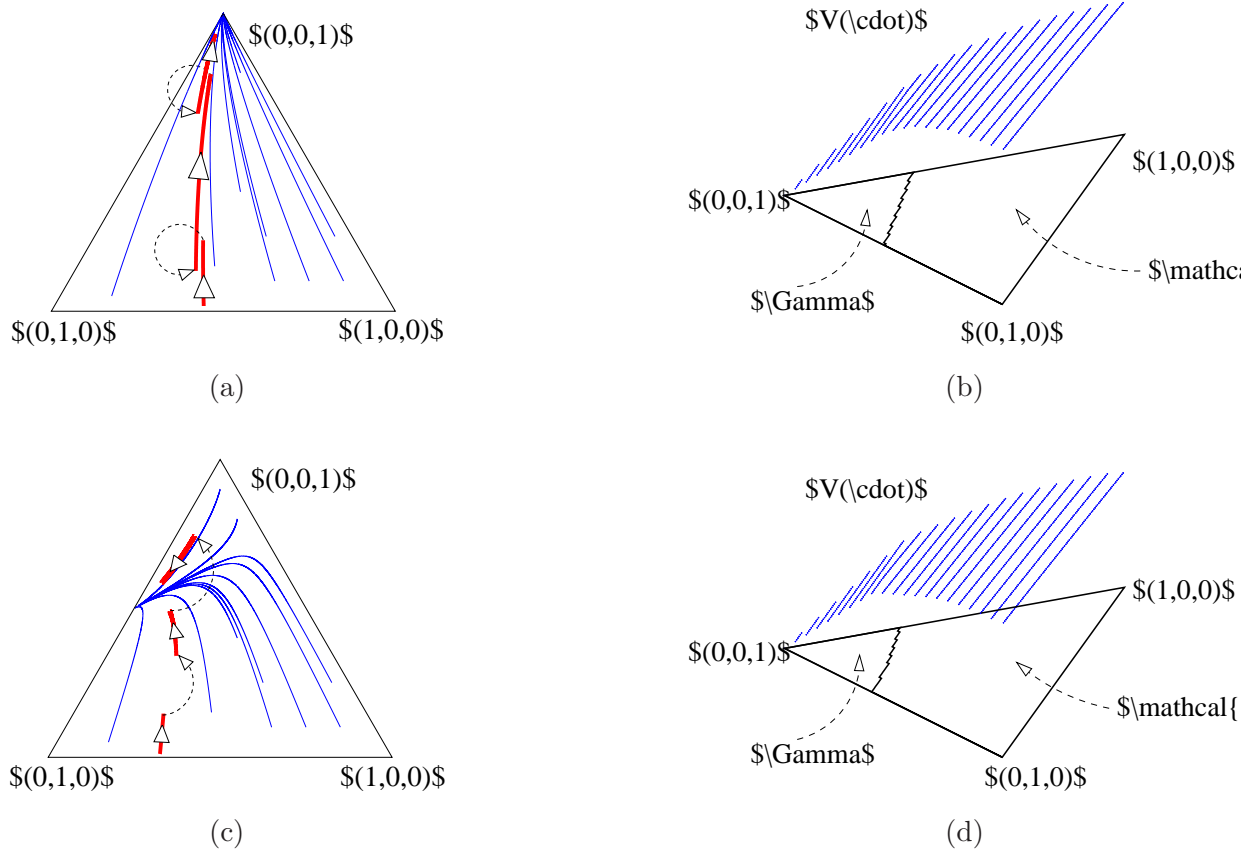 $(0,0,1)$
$(0,1,0)$
$(1,0,0)$
(a)
$V(\cdot)$
$(0,0,1)$
$(1,0,0)$
$\Gamma$
$\mathca
$(0,1,0)$
(b)
$(0,0,1)$
$(0,1,0)$
$(1,0,0)$
(c)
$V(\cdot)$
$(0,0,1)$
$(1,0,0)$
$\mathcal{
$\Gamma$
$(0,1,0)$
(d)